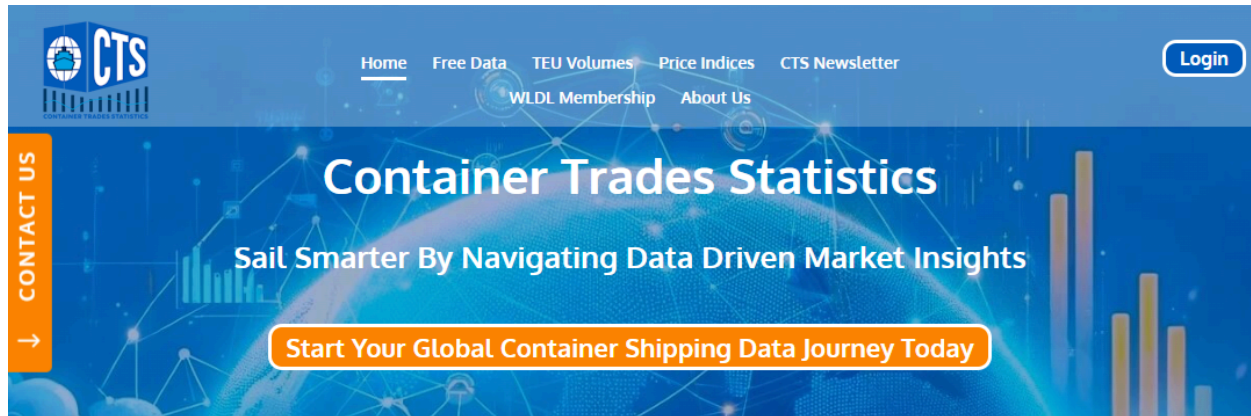 CTS
CONTAINER TRADES STATISTICS
Home Free Data TEU Volumes Price Indices CTS Newsletter
WLDL Membership About Us
Login
CONTACT US
→
Container Trades Statistics
Sail Smarter By Navigating Data Driven Market Insights
Start Your Global Container Shipping Data Journey Today